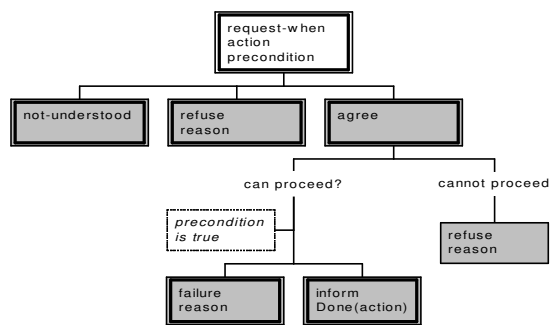 request-when
action
precondition
not-understood
refuse
reason
agree
can proceed?
cannot proceed
precondition
is true
refuse
reason
failure
reason
inform
Done(action)